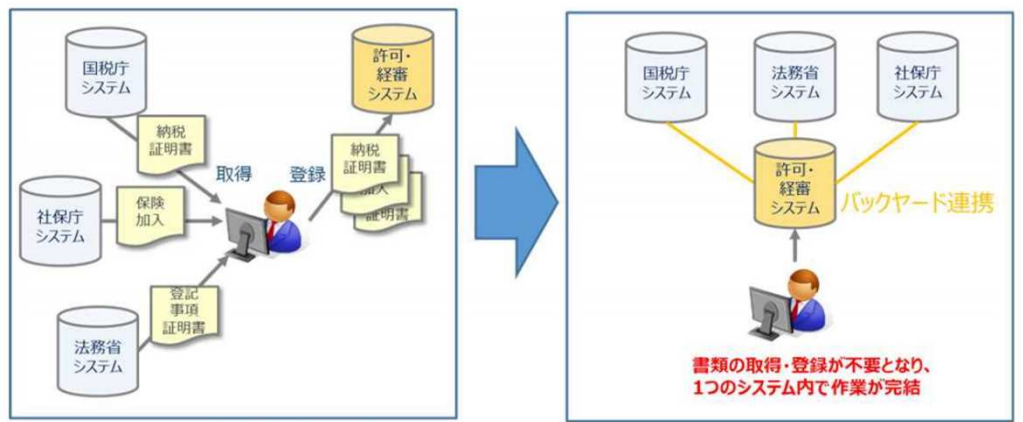 国税庁
システム
納税
証明書
取得
社保庁
システム
保険
加入
法務省
システム
登記
事項
証明書
登録
許可・
経審
システム
納税
証明書
加入
証明書
国税庁
システム
法務省
システム
社保庁
システム
許可・
経審
システム
バックヤード連携
書類の取得・登録が不要となり、
1つのシステム内で作業が完結